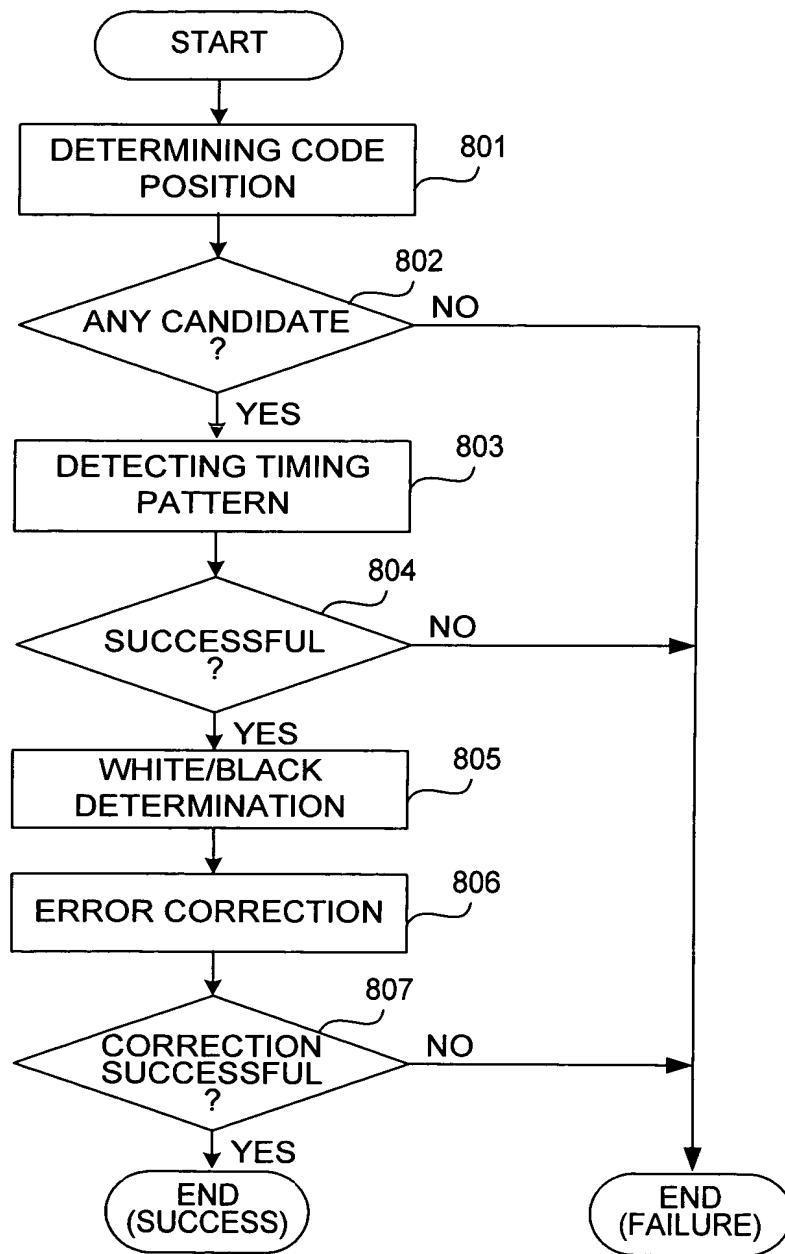 START
DETERMINING CODE
POSITION
801
802
ANY CANDIDATE
?
NO
YES
DETECTING TIMING
PATTERN
803
804
SUCCESSFUL
?
NO
YES
WHITE/BLACK
DETERMINATION
805
ERROR CORRECTION
806
807
CORRECTION
SUCCESSFUL
?
NO
YES
END
(SUCCESS)
END
(FAILURE)